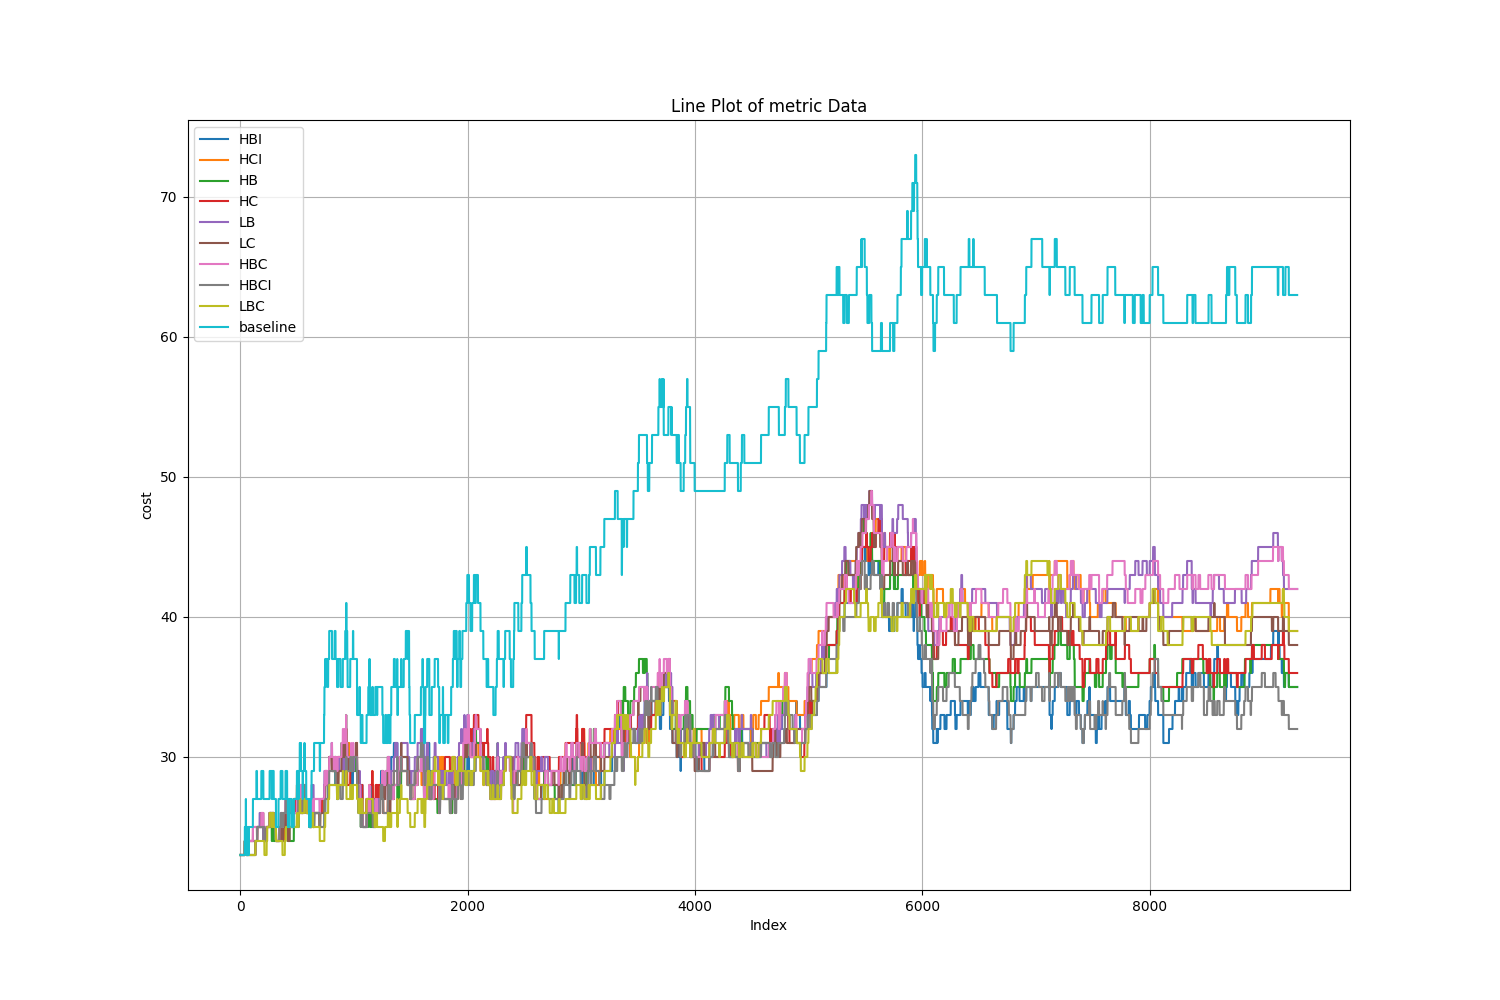 Line Plot of metric Data
HBI
HCI
HB
HC
LB
LC
HBC
HBCI
LBC
baseline
70
60
50
40
30
cost
0 2000 4000 6000 8000
Index